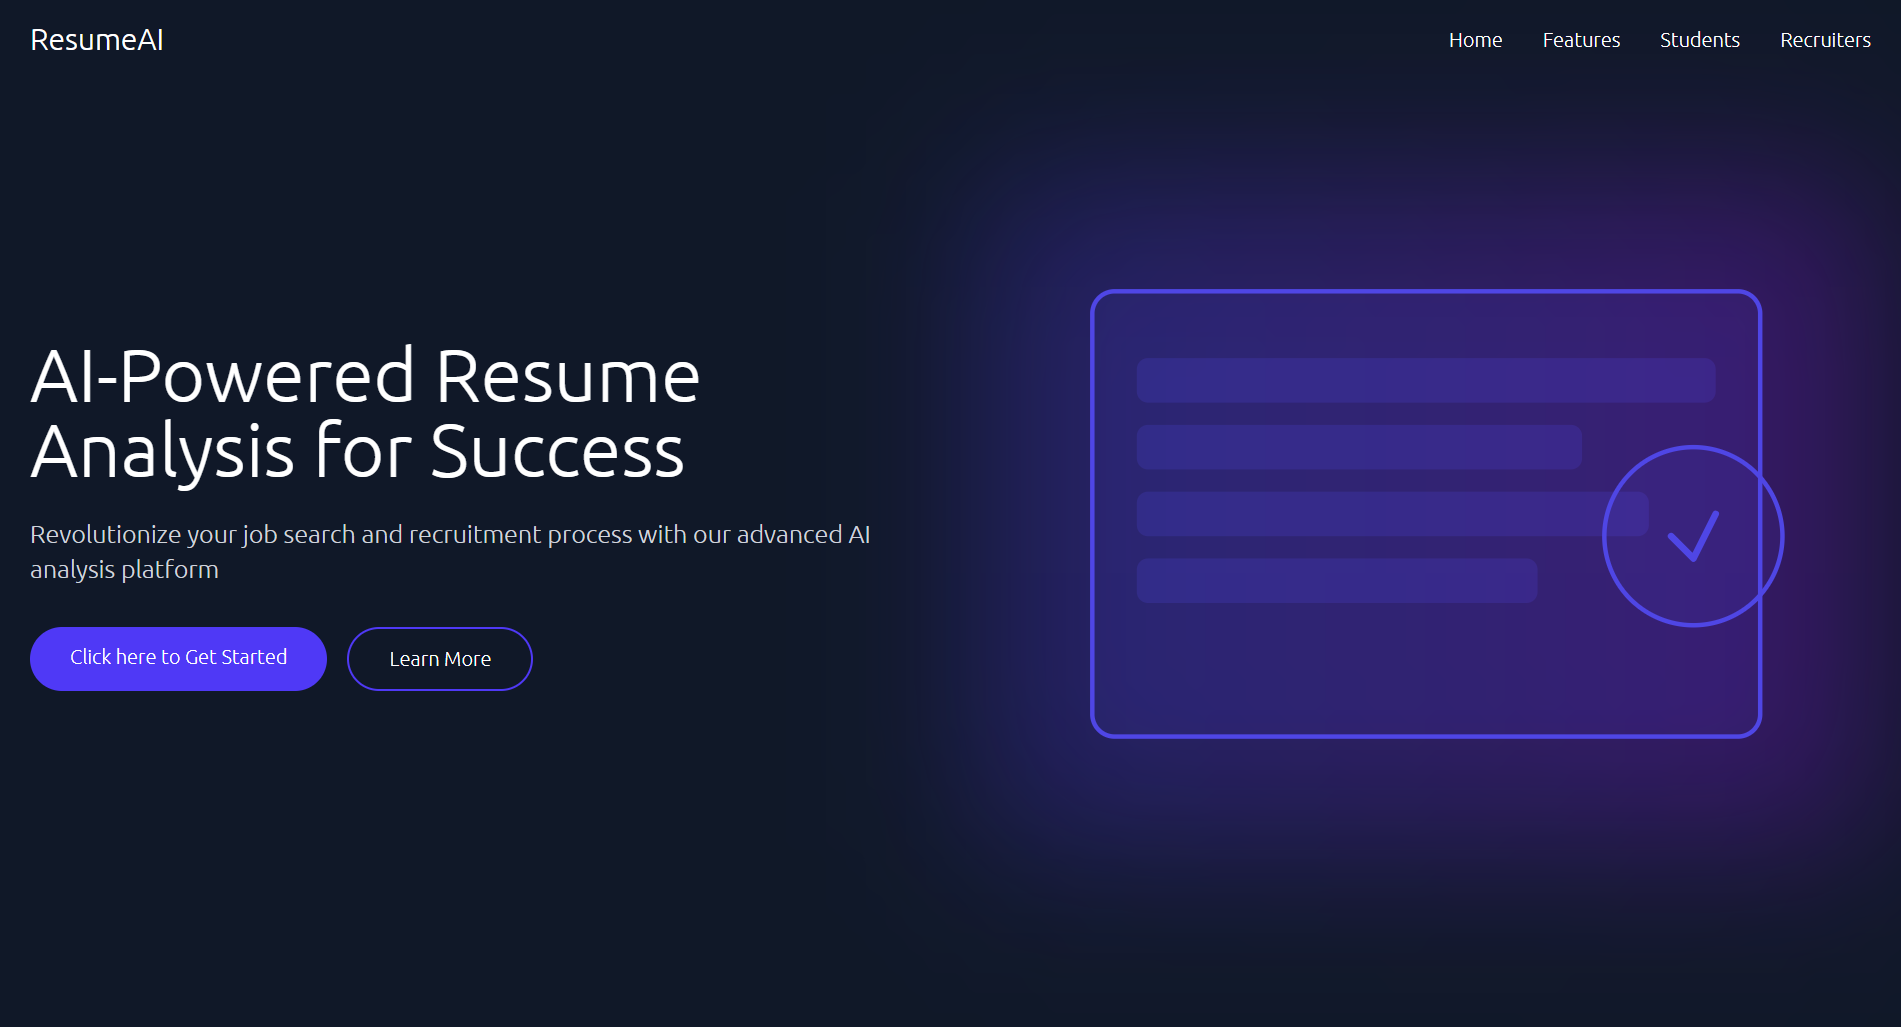 ResumeAI
Home
Features
Students
Recruiters
AI-Powered Resume
Analysis for Success
Revolutionize your job search and recruitment process with our advanced AI
analysis platform
Click here to Get Started
Learn More